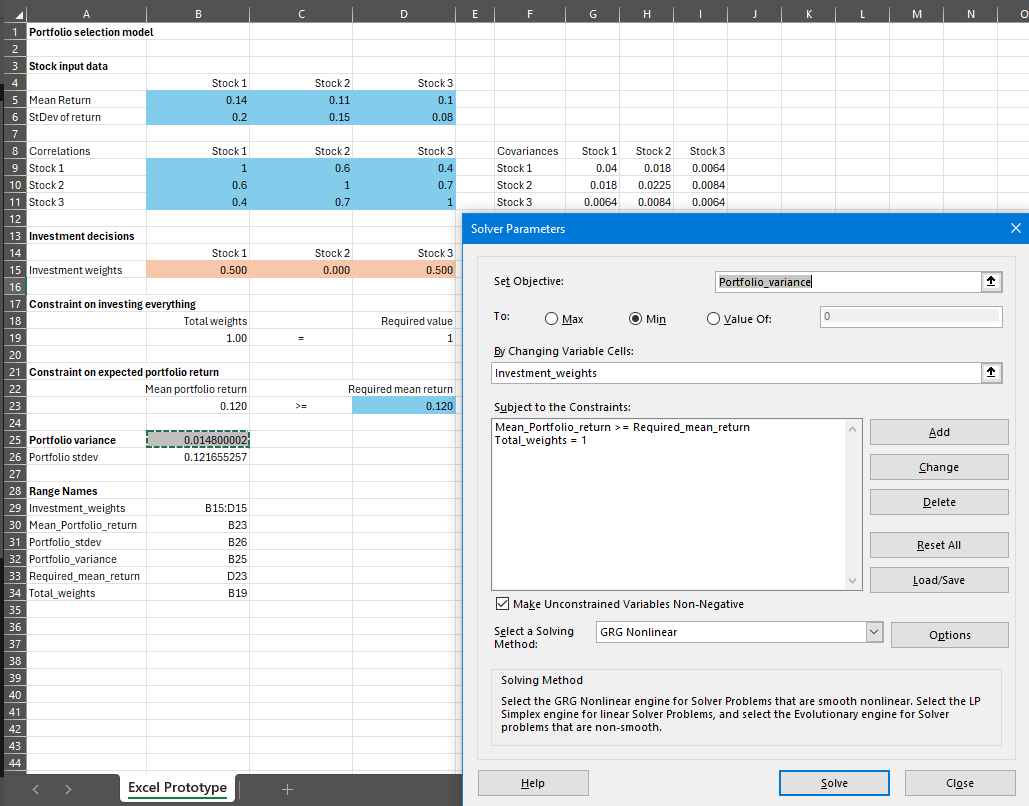 A B C D E F G H I J K L M N O
1 Portfolio selection model
2
3 Stock input data
4 Stock 1 Stock 2 Stock 3
5 Mean Return 0.14 0.11 0.1
6 StDev of return 0.2 0.15 0.08
7
8 Correlations Stock 1 Stock 2 Stock 3 Covariances Stock 1 Stock 2 Stock 3
9 Stock 1 1 0.6 0.4 Stock 1 0.04 0.018 0.0064
10 Stock 2 0.6 1 0.7 Stock 2 0.018 0.0225 0.0084
11 Stock 3 0.4 0.7 1 Stock 3 0.0064 0.0084 0.0064
12
13 Investment decisions
14 Stock 1 Stock 2 Stock 3
15 Investment weights 0.500 0.000 0.500
16
17 Constraint on investing everything
18 Total weights Required value
19 1.00 = 1
20
21 Constraint on expected portfolio return
22 Mean portfolio return Required mean return
23 0.120 >= 0.120
24
25 Portfolio variance 0.014800002
26 Portfolio stdev 0.121655257
27
28 Range Names
29 Investment_weights B15:D15
30 Mean_Portfolio_return B23
31 Portfolio_stdev B26
32 Portfolio_variance B25
33 Required_mean_return D23
34 Total_weights B19
35
36
37
38
39
40
41
42
43
44
Excel Prototype
Solver Parameters
Set Objective: Portfolio_variance
To: Max Min Value Of: 0
By Changing Variable Cells:
Investment_weights
Subject to the Constraints:
Mean_Portfolio_return >= Required_mean_return
Total_weights = 1
Add
Change
Delete
Reset All
Load/Save
Make Unconstrained Variables Non-Negative
Select a Solving
Method:
GRG Nonlinear
Options
Solving Method
Select the GRG Nonlinear engine for Solver Problems that are smooth nonlinear. Select the LP
Simplex engine for linear Solver Problems, and select the Evolutionary engine for Solver
problems that are non-smooth.
Help
Solve
Close